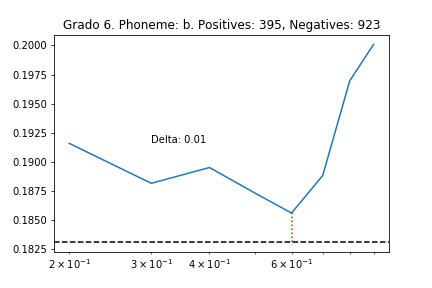 Grado 6. Phoneme: b. Positives: 395, Negatives: 923
0.2000
0.1975
0.1950
0.1925
0.1900
0.1875
0.1850
0.1825
Delta: 0.01
2 × 10⁻¹ 3 × 10⁻¹ 4 × 10⁻¹ 6 × 10⁻¹